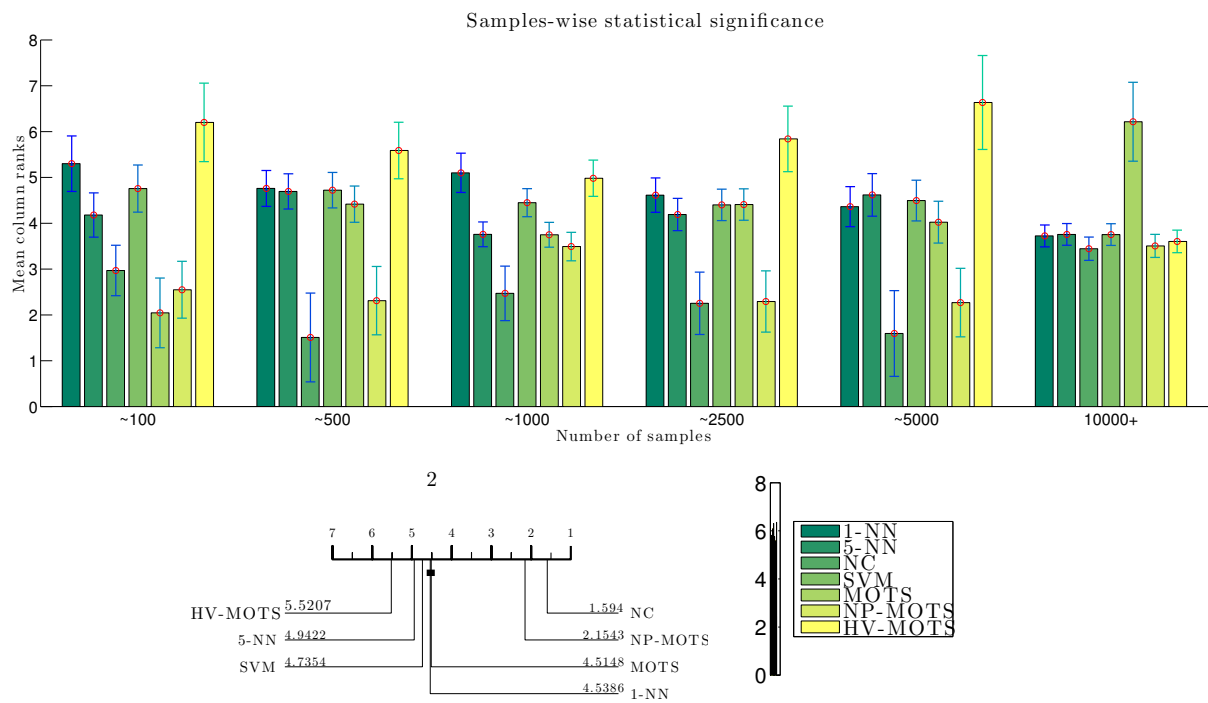 Samples-wise statistical significance
Mean column ranks
8
7
6
5
4
3
2
1
0
~100 ~500 ~1000 ~2500 ~5000 10000+
Number of samples
2
7 6 5 4 3 2 1
HV-MOTS 5.5207
5-NN 4.9422
SVM 4.7354
1.594 NC
2.1543 NP-MOTS
4.5148 MOTS
4.5386 1-NN
8
6
4
2
0
1-NN
5-NN
NC
SVM
MOTS
NP-MOTS
HV-MOTS